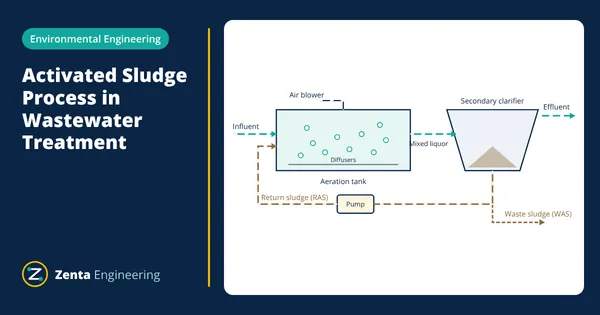 Environmental Engineering
Activated Sludge
Process in
Wastewater
Treatment
Zenta Engineering
Air blower
Secondary clarifier
Effluent
Influent
Mixed liquor
Diffusers
Aeration tank
Return sludge (RAS)
Pump
Waste sludge (WAS)